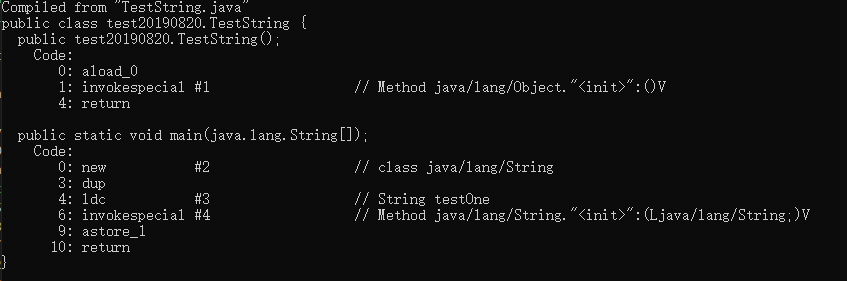 Compiled from "TestString.java"
public class test20190820.TestString {
  public test20190820.TestString();
    Code:
       0: aload_0
       1: invokespecial #1                  // Method java/lang/Object."<init>":()V
       4: return

  public static void main(java.lang.String[]);
    Code:
       0: new           #2                  // class java/lang/String
       3: dup
       4: ldc           #3                  // String testOne
       6: invokespecial #4                  // Method java/lang/String."<init>":(Ljava/lang/String;)V
       9: astore_1
      10: return
}